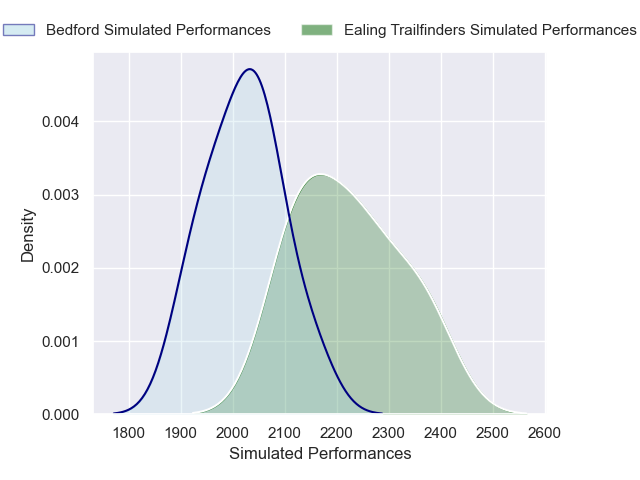 Bedford Simulated Performances
Ealing Trailfinders Simulated Performances
0.004
0.003
0.002
0.001
0.000
Density
1800 1900 2000 2100 2200 2300 2400 2500 2600
Simulated Performances